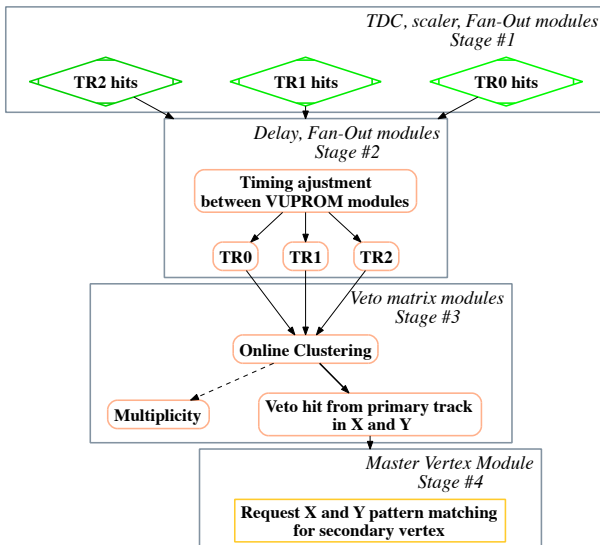 TDC, scaler, Fan-Out modules
Stage #1
TR2 hits
TR1 hits
TR0 hits
Delay, Fan-Out modules
Stage #2
Timing ajustment
between VUPROM modules
TR0
TR1
TR2
Veto matrix modules
Stage #3
Online Clustering
Multiplicity
Veto hit from primary track
in X and Y
Master Vertex Module
Stage #4
Request X and Y pattern matching
for secondary vertex